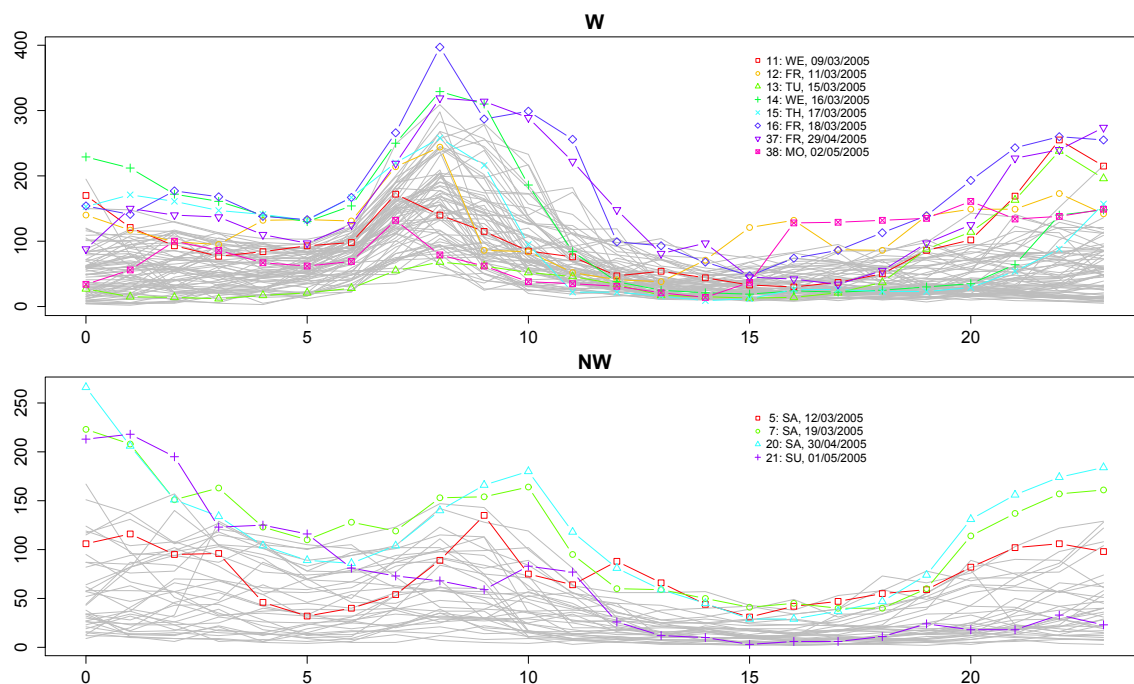 W
400
300
200
100
0
11: WE, 09/03/2005
12: FR, 11/03/2005
13: TU, 15/03/2005
14: WE, 16/03/2005
15: TH, 17/03/2005
16: FR, 18/03/2005
37: FR, 29/04/2005
38: MO, 02/05/2005
0 5 10 15 20
NW
250
200
150
100
50
0
5: SA, 12/03/2005
7: SA, 19/03/2005
20: SA, 30/04/2005
21: SU, 01/05/2005
0 5 10 15 20